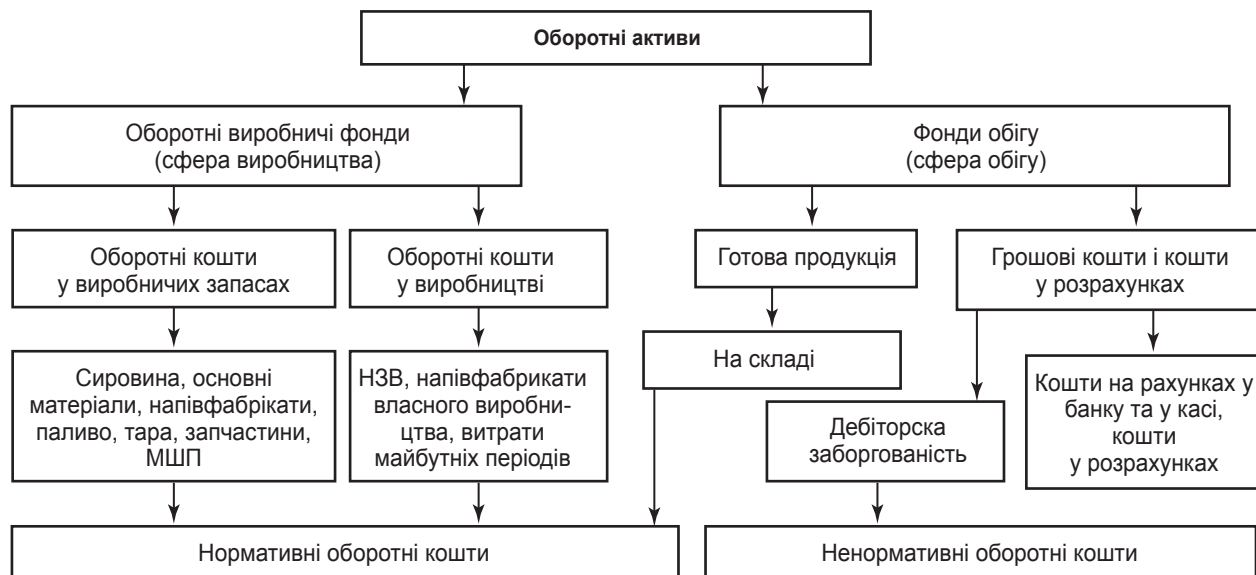 Оборотні активи
Оборотні виробничі фонди
(сфера виробництва)
Фонди обігу
(сфера обігу)
Оборотні кошти
у виробничих запасах
Оборотні кошти
у виробництві
Готова продукція
Грошові кошти і кошти
у розрахунках
На складі
Сировина, основні
матеріали, напівфабрікати,
паливо, тара, запчастини,
МШП
НЗВ, напівфабрикати
власного виробни-
цтва, витрати
майбутніх періодів
Дебіторска
заборгованість
Кошти на рахунках у
банку та у касі,
кошти
у розрахунках
Нормативні оборотні кошти
Ненормативні оборотні кошти